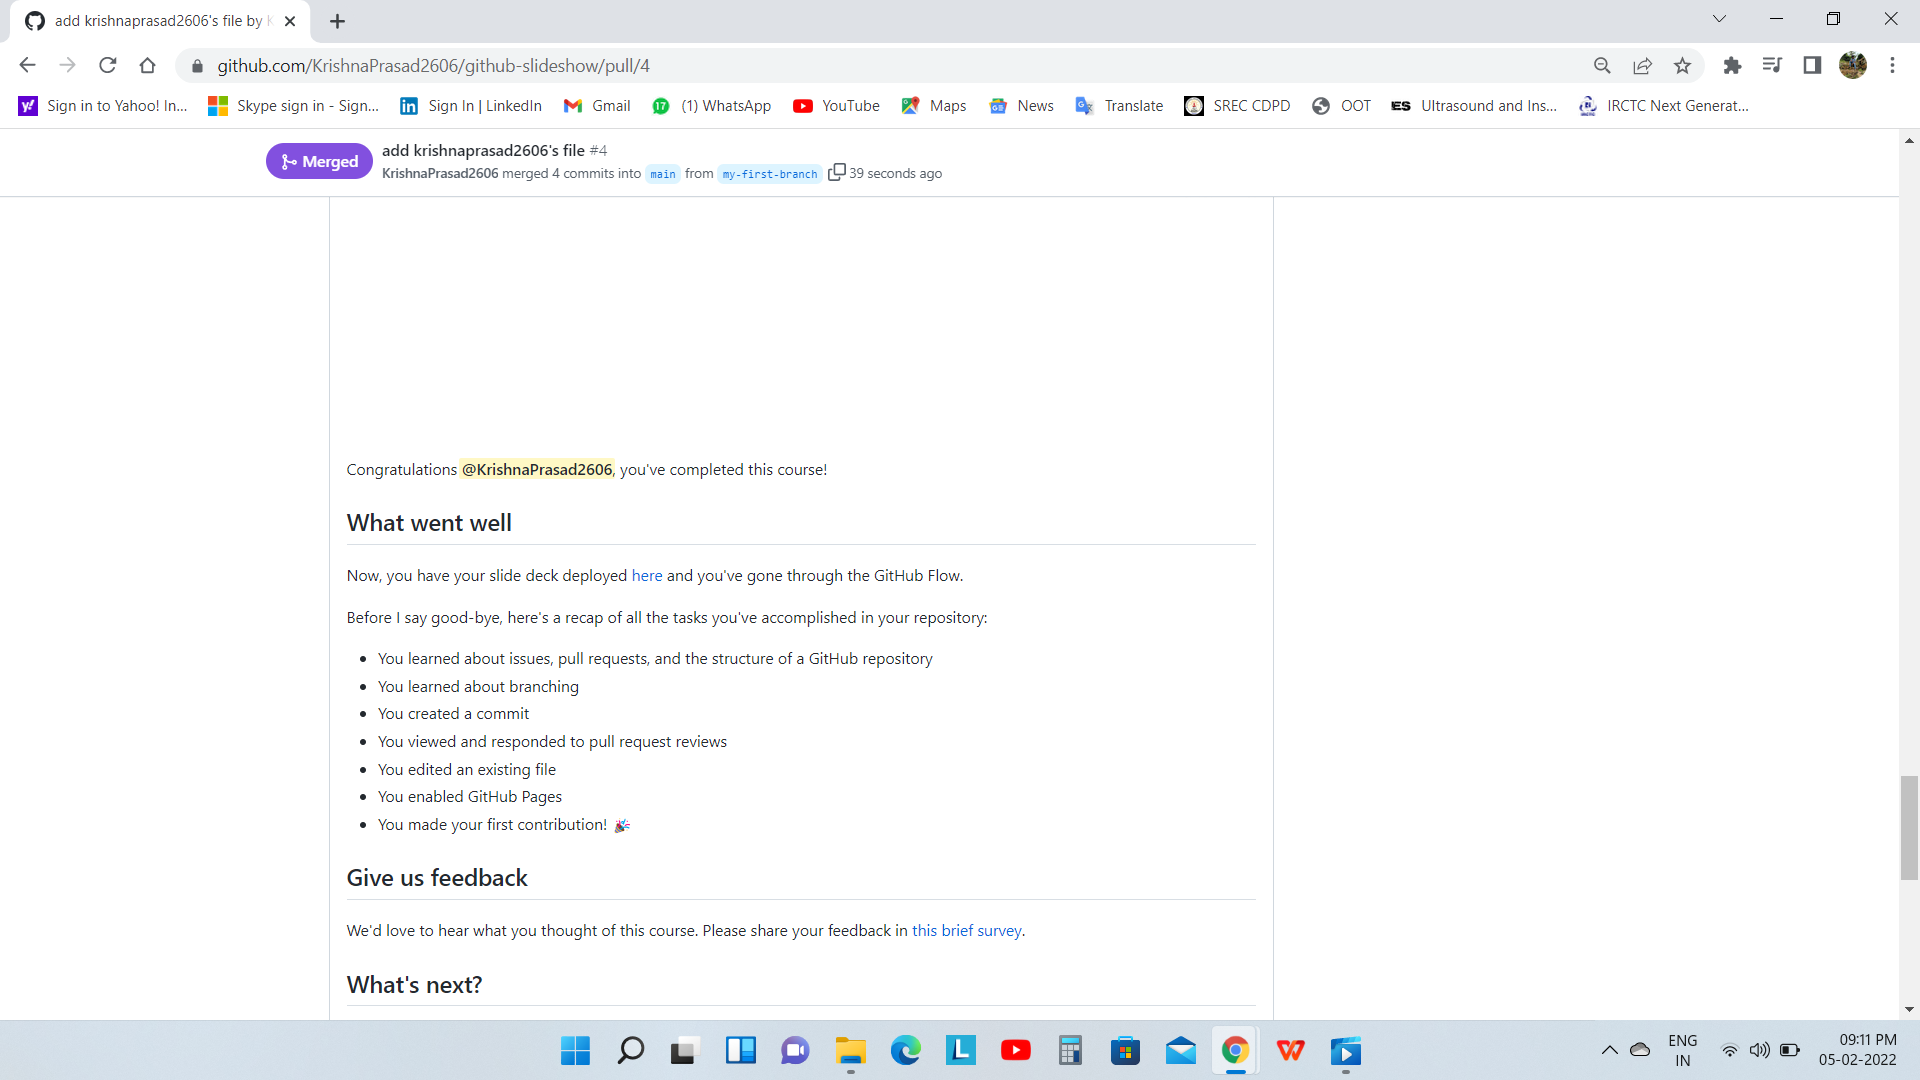 add krishnaprasad2606's file by
github.com/KrishnaPrasad2606/github-slideshow/pull/4
Sign in to Yahoo! In... Skype sign in - Sign... Sign In | LinkedIn Gmail (1) WhatsApp YouTube Maps News Translate SREC CDPD OOT Ultrasound and Ins... IRCTC Next Generat...
Merged add krishnaprasad2606's file #4
KrishnaPrasad2606 merged 4 commits into main from my-first-branch 39 seconds ago
Congratulations @KrishnaPrasad2606, you've completed this course!
What went well
Now, you have your slide deck deployed here and you've gone through the GitHub Flow.
Before I say good-bye, here's a recap of all the tasks you've accomplished in your repository:
• You learned about issues, pull requests, and the structure of a GitHub repository
• You learned about branching
• You created a commit
• You viewed and responded to pull request reviews
• You edited an existing file
• You enabled GitHub Pages
• You made your first contribution! 🎉
Give us feedback
We'd love to hear what you thought of this course. Please share your feedback in this brief survey.
What's next?
ENG 09:11 PM
IN 05-02-2022